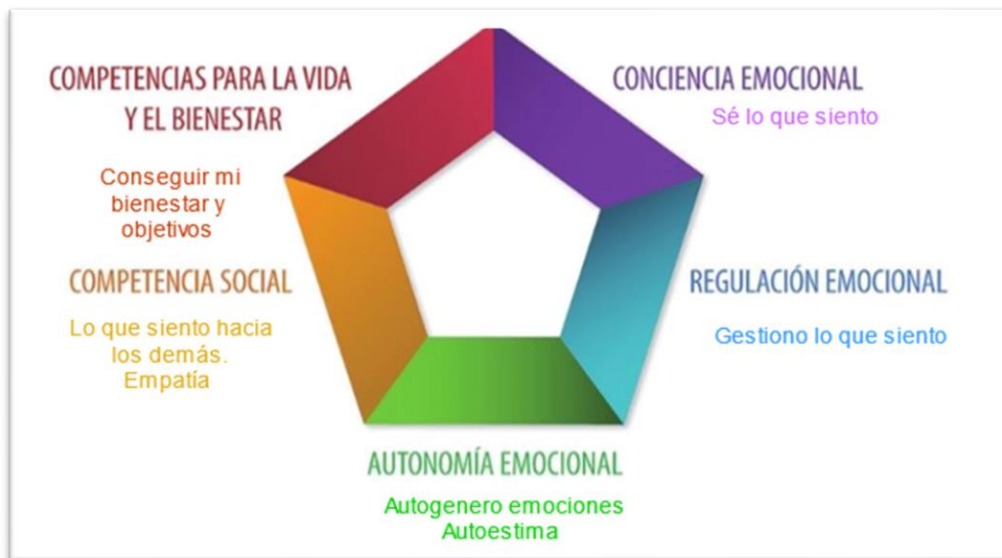 COMPETENCIAS PARA LA VIDA
Y EL BIENESTAR
Conseguir mi
bienestar y
objetivos
CONCIENCIA EMOCIONAL
Sé lo que siento
COMPETENCIA SOCIAL
Lo que siento hacia
los demás.
Empatía
REGULACIÓN EMOCIONAL
Gestiono lo que siento
AUTONOMÍA EMOCIONAL
Autogenero emociones
Autoestima